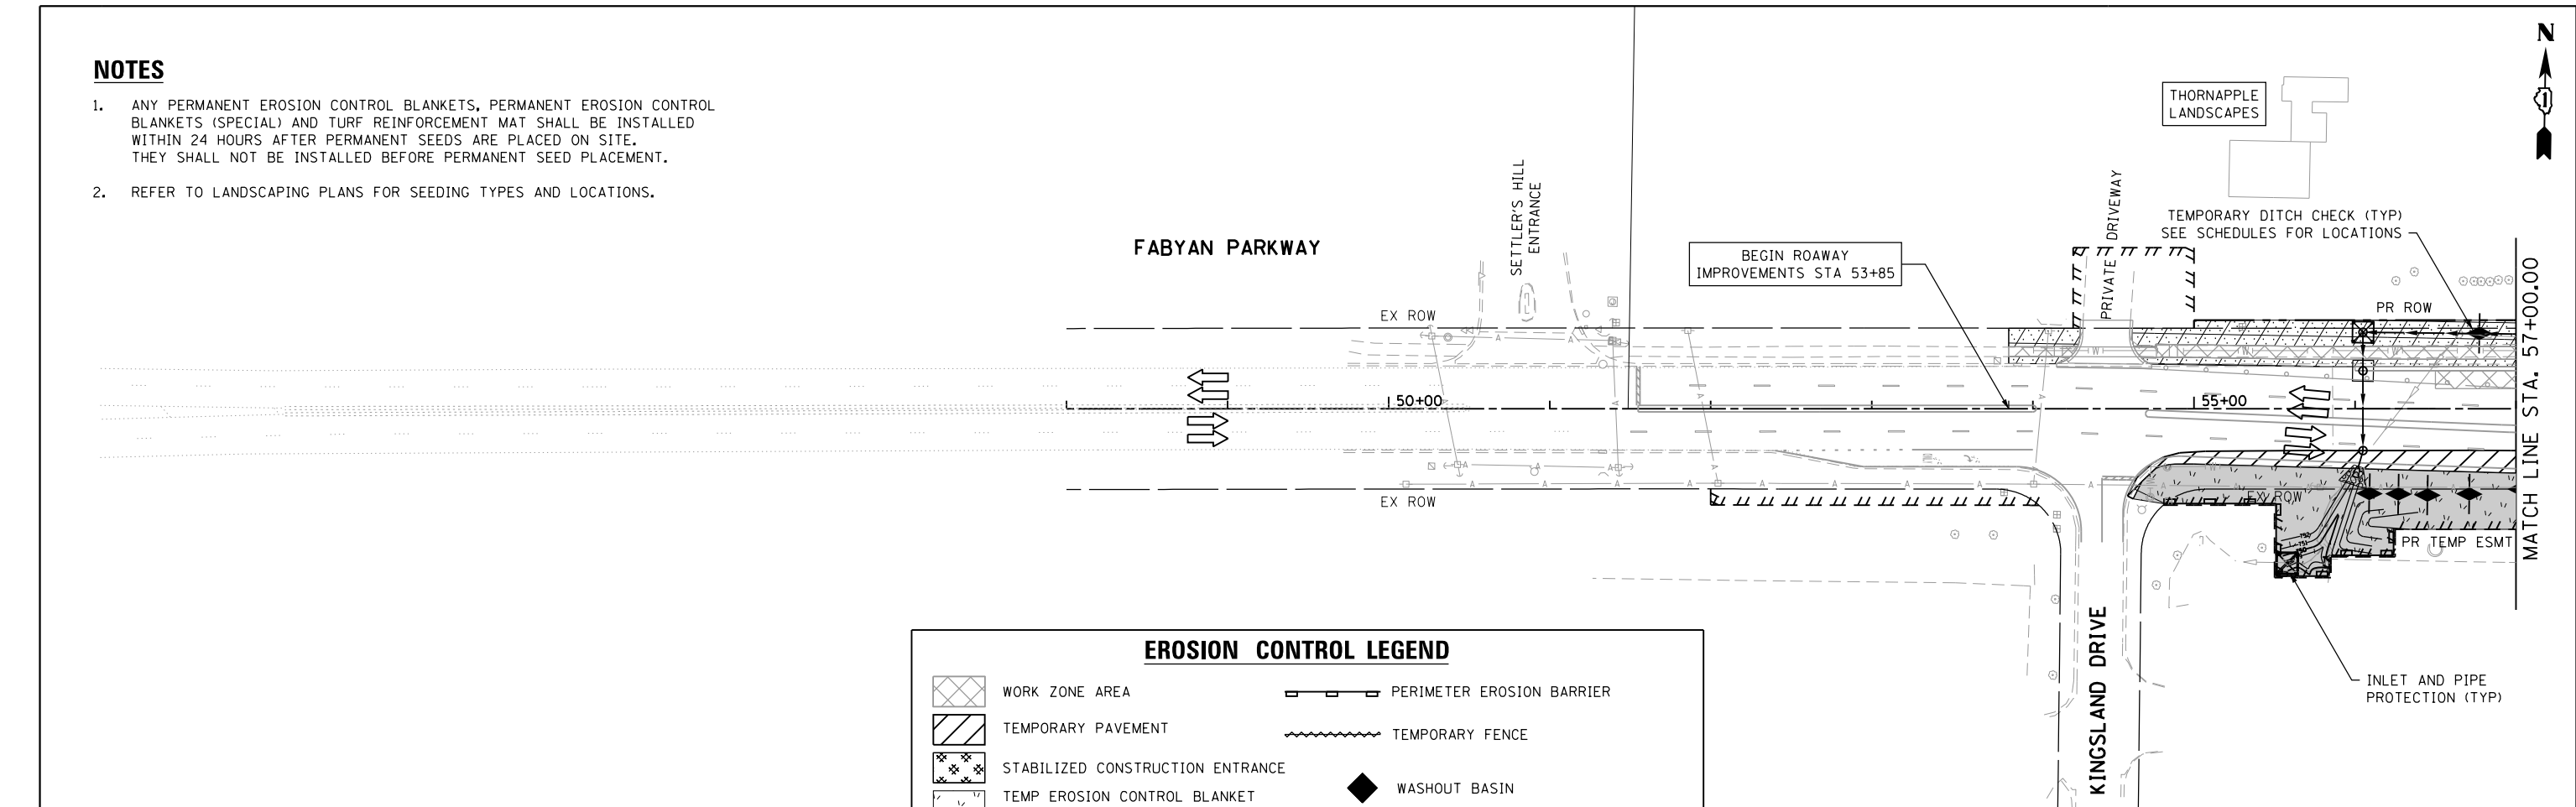 NOTES
1. ANY PERMANENT EROSION CONTROL BLANKETS, PERMANENT EROSION CONTROL
BLANKETS (SPECIAL) AND TURF REINFORCEMENT MAT SHALL BE INSTALLED
WITHIN 24 HOURS AFTER PERMANENT SEEDS ARE PLACED ON SITE.
THEY SHALL NOT BE INSTALLED BEFORE PERMANENT SEED PLACEMENT.
2. REFER TO LANDSCAPING PLANS FOR SEEDING TYPES AND LOCATIONS.
N
THORNAPPLE
LANDSCAPES
FABYAN PARKWAY
SETTLER'S HILL
ENTRANCE
BEGIN ROAWAY
IMPROVEMENTS STA 53+85
PRIVATE DRIVEWAY
TEMPORARY DITCH CHECK (TYP)
SEE SCHEDULES FOR LOCATIONS
EX ROW
PR ROW
50+00
55+00
MATCH LINE STA. 57+00.00
EX ROW
EX ROW
PR TEMP ESMT
KINGSLAND DRIVE
INLET AND PIPE
PROTECTION (TYP)
EROSION CONTROL LEGEND
WORK ZONE AREA
PERIMETER EROSION BARRIER
TEMPORARY PAVEMENT
TEMPORARY FENCE
STABILIZED CONSTRUCTION ENTRANCE
WASHOUT BASIN
TEMP EROSION CONTROL BLANKET